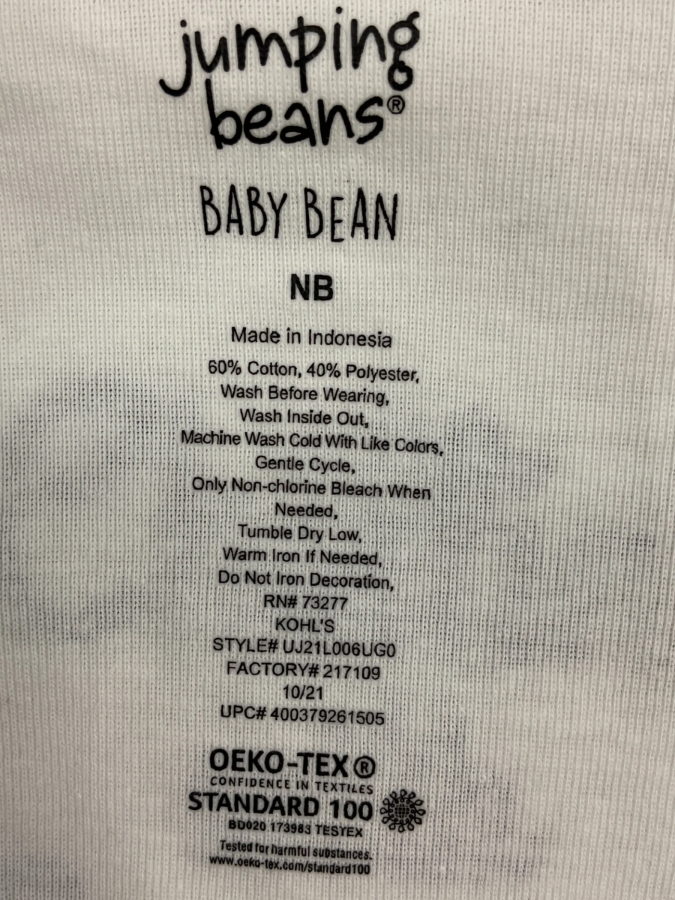 jumping
beans®
BABY BEAN
NB
Made in Indonesia
60% Cotton, 40% Polyester,
Wash Before Wearing,
Wash Inside Out,
Machine Wash Cold With Like Colors,
Gentle Cycle,
Only Non-chlorine Bleach When
Needed,
Tumble Dry Low,
Warm Iron If Needed,
Do Not Iron Decoration,
RN# 73277
KOHL'S
STYLE# UJ21L006UG0
FACTORY# 217109
10/21
UPC# 400379261505
OEKO-TEX®
CONFIDENCE IN TEXTILES
STANDARD 100
BD020 173983 TESTEX
Tested for harmful substances.
www.oeko-tex.com/standard100